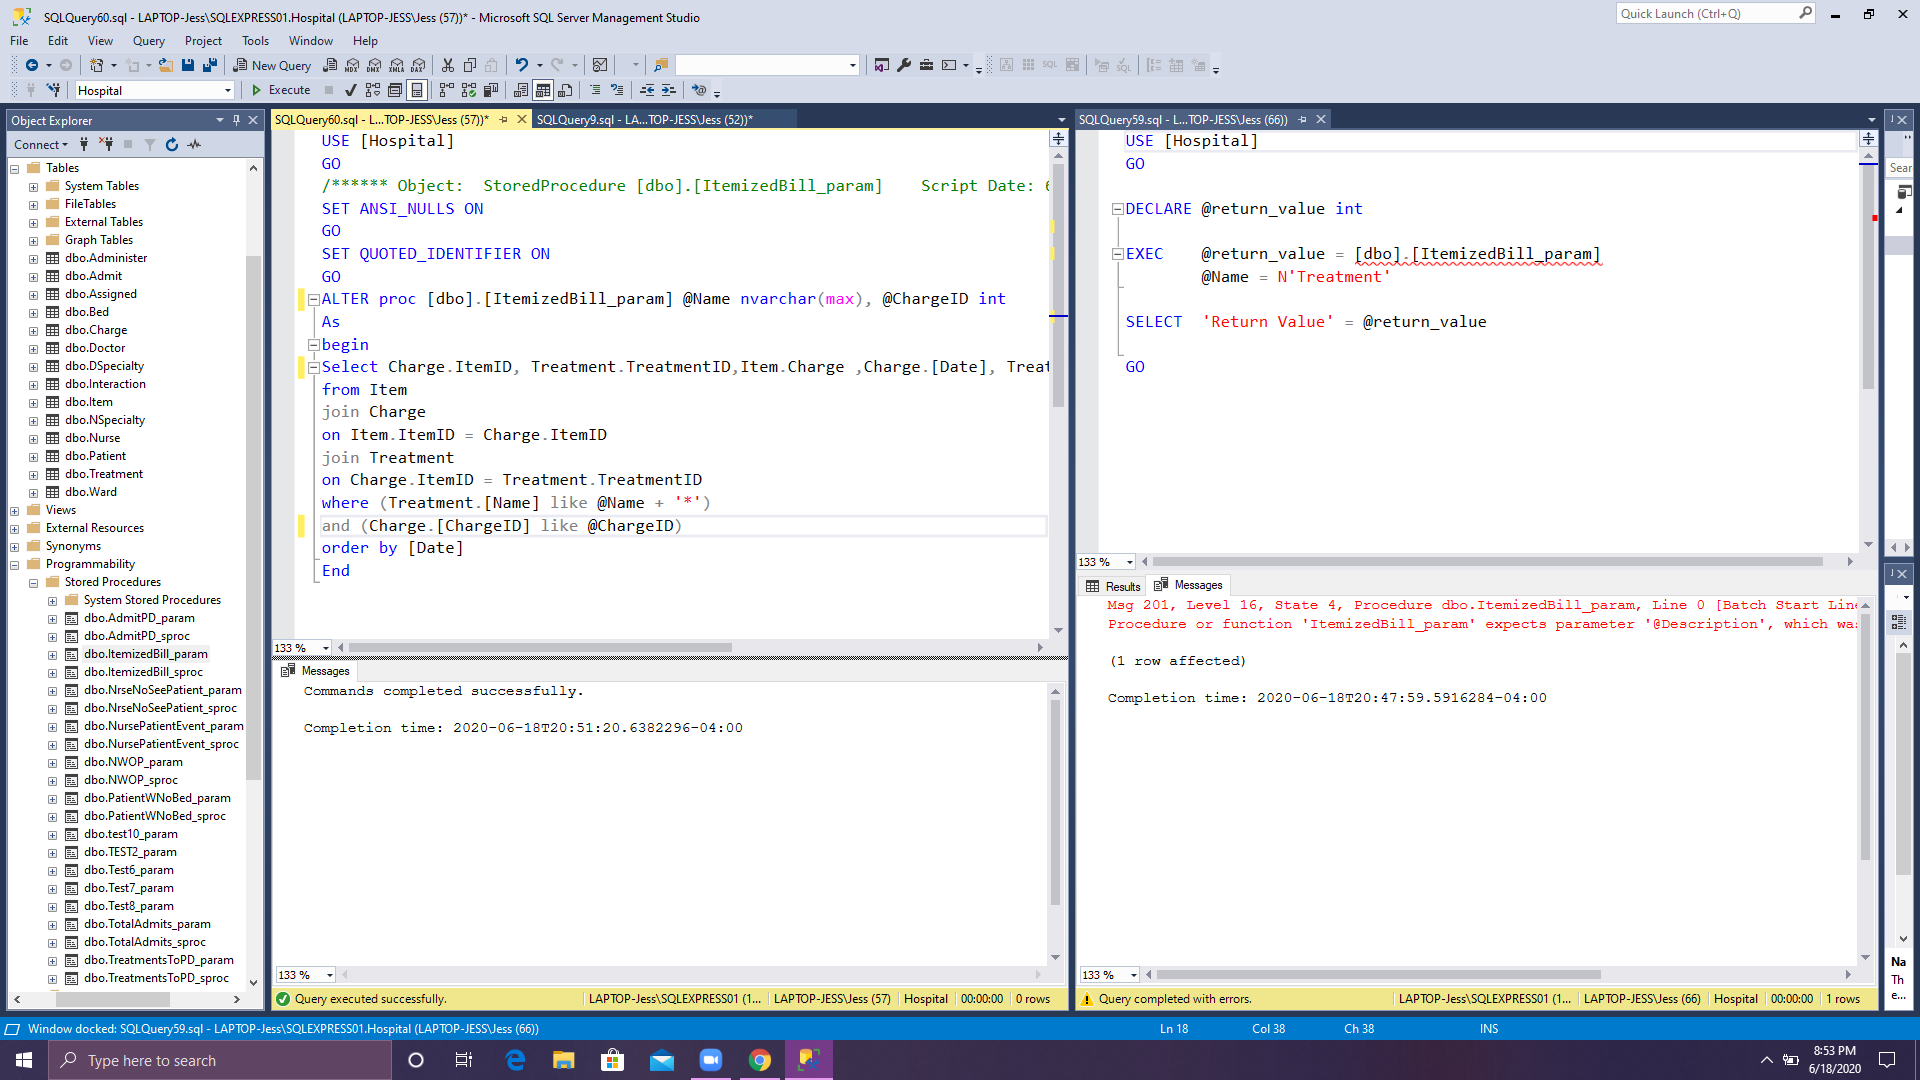 SQLQuery60.sql - LAPTOP-Jess\SQLEXPRESS01.Hospital (LAPTOP-JESS\Jess (57))* - Microsoft SQL Server Management Studio
Quick Launch (Ctrl+Q)
File Edit View Query Project Tools Window Help
New Query
MDX DMX XMLA DAX
Hospital
Execute
Object Explorer
Connect
Tables
System Tables
FileTables
External Tables
Graph Tables
dbo.Administer
dbo.Admit
dbo.Assigned
dbo.Bed
dbo.Charge
dbo.Doctor
dbo.DSpecialty
dbo.Interaction
dbo.Item
dbo.NSpecialty
dbo.Nurse
dbo.Patient
dbo.Treatment
dbo.Ward
Views
External Resources
Synonyms
Programmability
Stored Procedures
System Stored Procedures
dbo.AdmitPD_param
dbo.AdmitPD_sproc
dbo.ItemizedBill_param
dbo.ItemizedBill_sproc
dbo.NrseNoSeePatient_param
dbo.NrseNoSeePatient_sproc
dbo.NursePatientEvent_param
dbo.NursePatientEvent_sproc
dbo.NWOP_param
dbo.NWOP_sproc
dbo.PatientWNoBed_param
dbo.PatientWNoBed_sproc
dbo.test10_param
dbo.TEST2_param
dbo.Test6_param
dbo.Test7_param
dbo.Test8_param
dbo.TotalAdmits_param
dbo.TotalAdmits_sproc
dbo.TreatmentsToPD_param
dbo.TreatmentsToPD_sproc
SQLQuery60.sql - L...TOP-JESS\Jess (57))*
SQLQuery9.sql - LA...TOP-JESS\Jess (52))*
USE [Hospital]
GO
/****** Object:  StoredProcedure [dbo].[ItemizedBill_param]    Script Date: 6
SET ANSI_NULLS ON
GO
SET QUOTED_IDENTIFIER ON
GO
ALTER proc [dbo].[ItemizedBill_param] @Name nvarchar(max), @ChargeID int
As
begin
Select Charge.ItemID, Treatment.TreatmentID,Item.Charge ,Charge.[Date], Treat
from Item
join Charge
on Item.ItemID = Charge.ItemID
join Treatment
on Charge.ItemID = Treatment.TreatmentID
where (Treatment.[Name] like @Name + '*')
and (Charge.[ChargeID] like @ChargeID)
order by [Date]
End
133 %
Messages
Commands completed successfully.
Completion time: 2020-06-18T20:51:20.6382296-04:00
133 %
Query executed successfully.
LAPTOP-Jess\SQLEXPRESS01 (1... LAPTOP-JESS\Jess (57) Hospital 00:00:00 0 rows
SQLQuery59.sql - L...TOP-JESS\Jess (66))
USE [Hospital]
GO
DECLARE @return_value int
EXEC @return_value = [dbo].[ItemizedBill_param]
@Name = N'Treatment'
SELECT 'Return Value' = @return_value
GO
133 %
Results Messages
Msg 201, Level 16, State 4, Procedure dbo.ItemizedBill_param, Line 0 [Batch Start Line
Procedure or function 'ItemizedBill_param' expects parameter '@Description', which wa
(1 row affected)
Completion time: 2020-06-18T20:47:59.5916284-04:00
133 %
Query completed with errors.
LAPTOP-Jess\SQLEXPRESS01 (1... LAPTOP-JESS\Jess (66) Hospital 00:00:00 1 rows
Sear
Na
Th
e...
Window docked: SQLQuery59.sql - LAPTOP-Jess\SQLEXPRESS01.Hospital (LAPTOP-JESS\Jess (66))
Ln 18 Col 38 Ch 38 INS
Type here to search
8:53 PM
6/18/2020